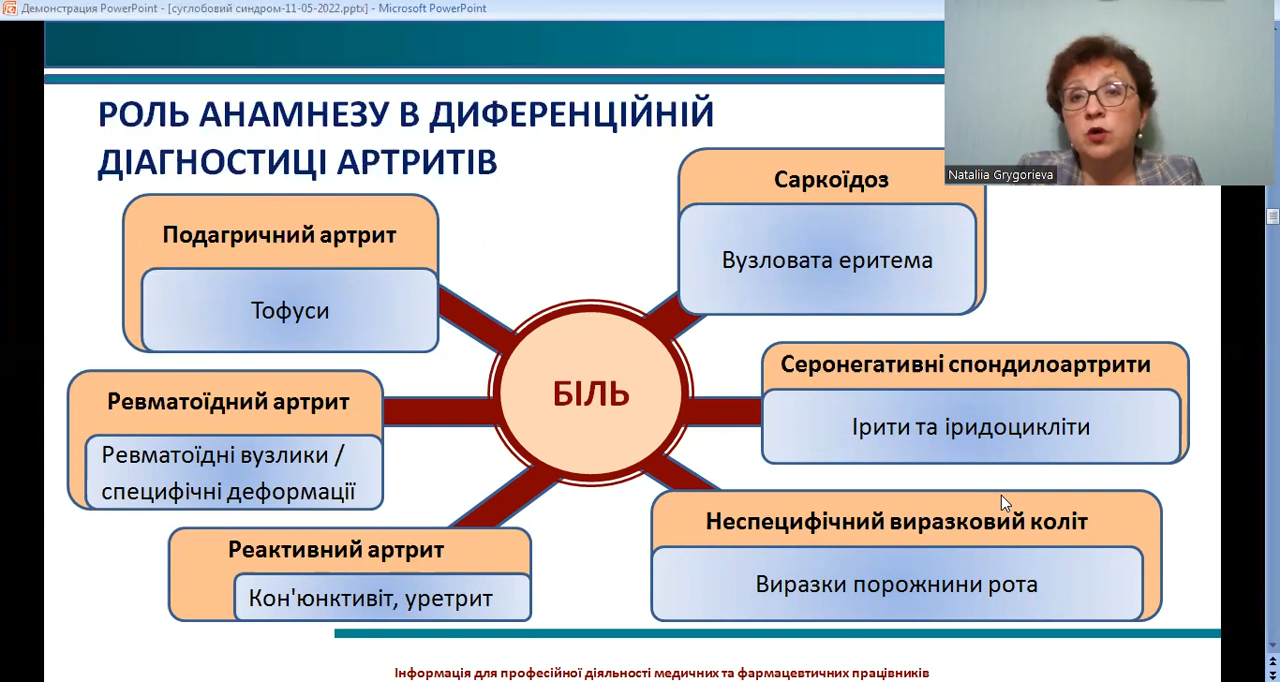 Демонстрация PowerPoint - [суглобовий синдром-11-05-2022.pptx] - Microsoft PowerPoint
Nataliia Grygorieva
РОЛЬ АНАМНЕЗУ В ДИФЕРЕНЦІЙНІЙ
ДІАГНОСТИЦІ АРТРИТІВ
Саркоїдоз
Вузловата еритема
Подагричний артрит
Тофуси
БІЛЬ
Серонегативні спондилоартрити
Ірити та іридоцикліти
Ревматоїдний артрит
Ревматоїдні вузлики /
специфічні деформації
Неспецифічний виразковий коліт
Виразки порожнини рота
Реактивний артрит
Кон'юнктивіт, уретрит
Інформація для професійної діяльності медичних та фармацевтичних працівників